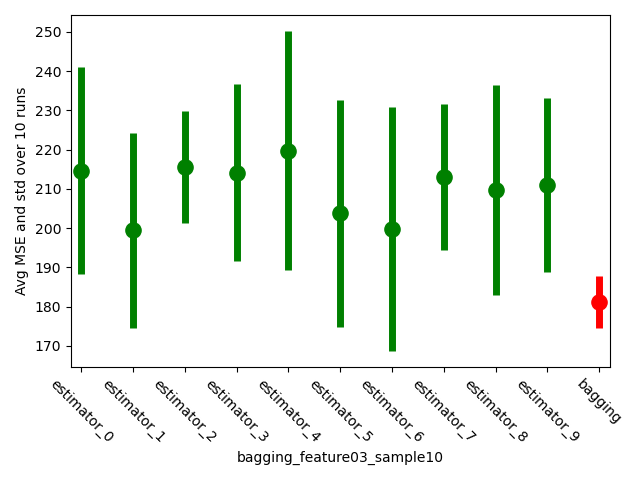 Avg MSE and std over 10 runs
250
240
230
220
210
200
190
180
170
estimator_0
estimator_1
estimator_2
estimator_3
estimator_4
estimator_5
estimator_6
estimator_7
estimator_8
estimator_9
bagging
bagging_feature03_sample10